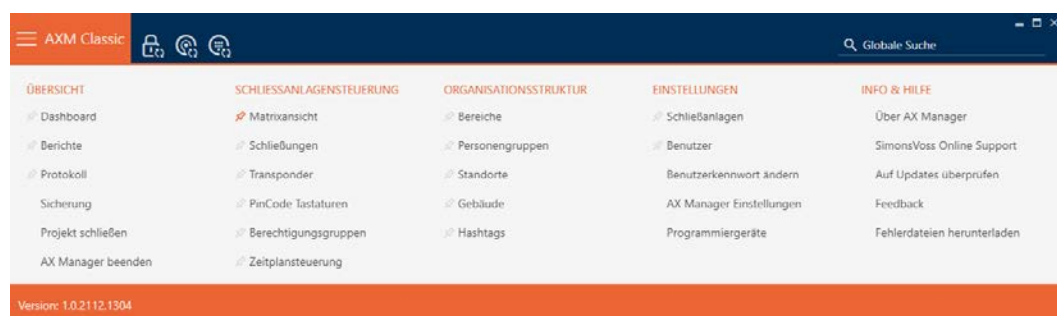 AXM Classic
Globale Suche
ÜBERSICHT
Dashboard
Berichte
Protokoll
Sicherung
Projekt schließen
AX Manager beenden
SCHLIESSANLAGENSTEUERUNG
Matrixansicht
Schließungen
Transponder
PinCode Tastaturen
Berechtigungsgruppen
Zeitplansteuerung
ORGANISATIONSSTRUKTUR
Bereiche
Personengruppen
Standorte
Gebäude
Hashtags
EINSTELLUNGEN
Schließanlagen
Benutzer
Benutzerkennwort ändern
AX Manager Einstellungen
Programmiergeräte
INFO & HILFE
Über AX Manager
SimonsVoss Online Support
Auf Updates überprüfen
Feedback
Fehlerdateien herunterladen
Version: 1.0.2112.1304